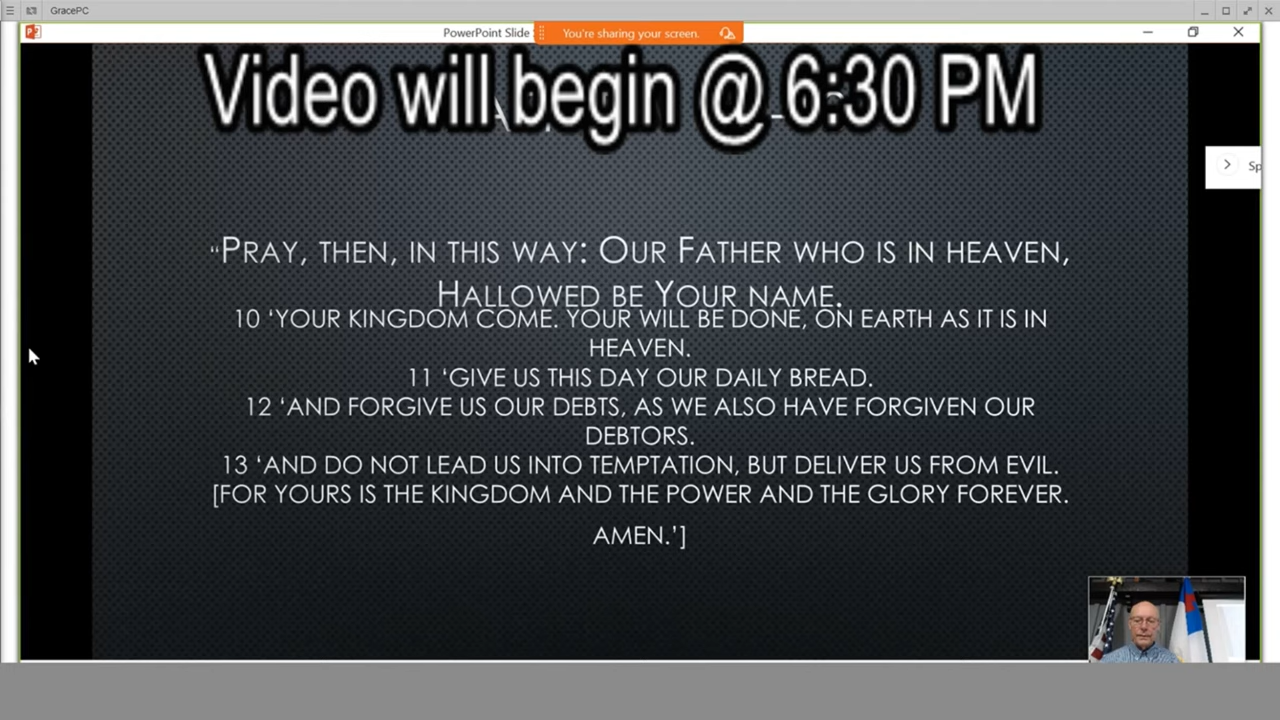 GracePC
PowerPoint Slide
You're sharing your screen.
Video will begin @ 6:30 PM
“Pray, then, in this way: Our Father who is in heaven,
Hallowed be Your name.
10 ‘YOUR KINGDOM COME. YOUR WILL BE DONE, ON EARTH AS IT IS IN
HEAVEN.
11 ‘GIVE US THIS DAY OUR DAILY BREAD.
12 ‘AND FORGIVE US OUR DEBTS, AS WE ALSO HAVE FORGIVEN OUR
DEBTORS.
13 ‘AND DO NOT LEAD US INTO TEMPTATION, BUT DELIVER US FROM EVIL.
[FOR YOURS IS THE KINGDOM AND THE POWER AND THE GLORY FOREVER.
AMEN.’]